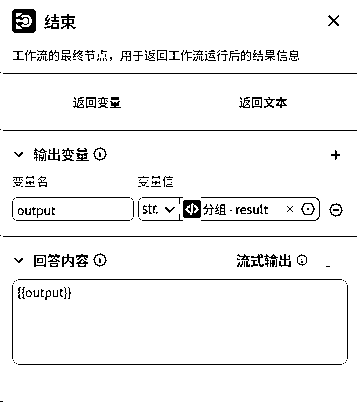 结束
工作流的最终节点，用于返回工作流运行后的结果信息
返回变量 返回文本
输出变量
变量名 变量值
output str. 分组 - result
回答内容 流式输出
{{output}}